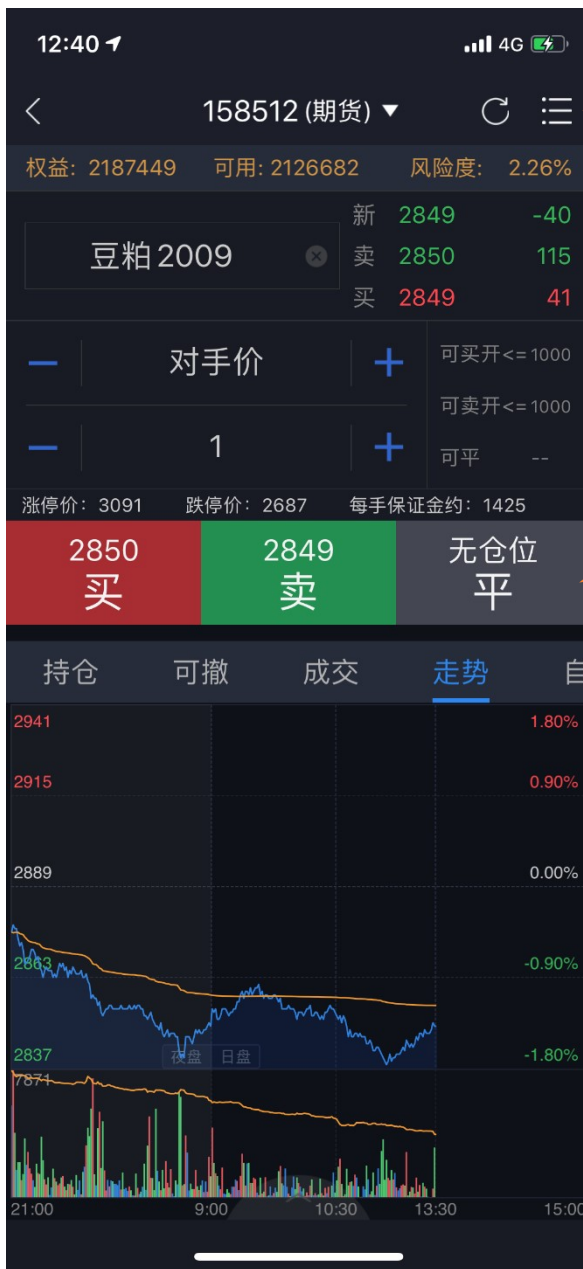 12:40 4G
158512 (期货) ▼
权益: 2187449 可用: 2126682 风险度: 2.26%
新 2849 -40
豆粕2009 卖 2850 115
买 2849 41
对手价 可买开<=1000
可卖开<=1000
1 可平 --
涨停价: 3091 跌停价: 2687 每手保证金约: 1425
2850 2849 无仓位
买 卖 平
持仓 可撤 成交 走势
2941 1.80%
2915 0.90%
2889 0.00%
2863 -0.90%
夜盘 日盘
2837 -1.80%
7871
21:00 9:00 10:30 13:30 15:00